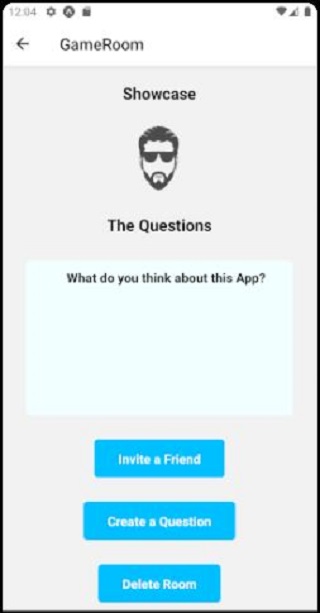 12:04
GameRoom
Showcase
The Questions
What do you think about this App?
Invite a Friend
Create a Question
Delete Room